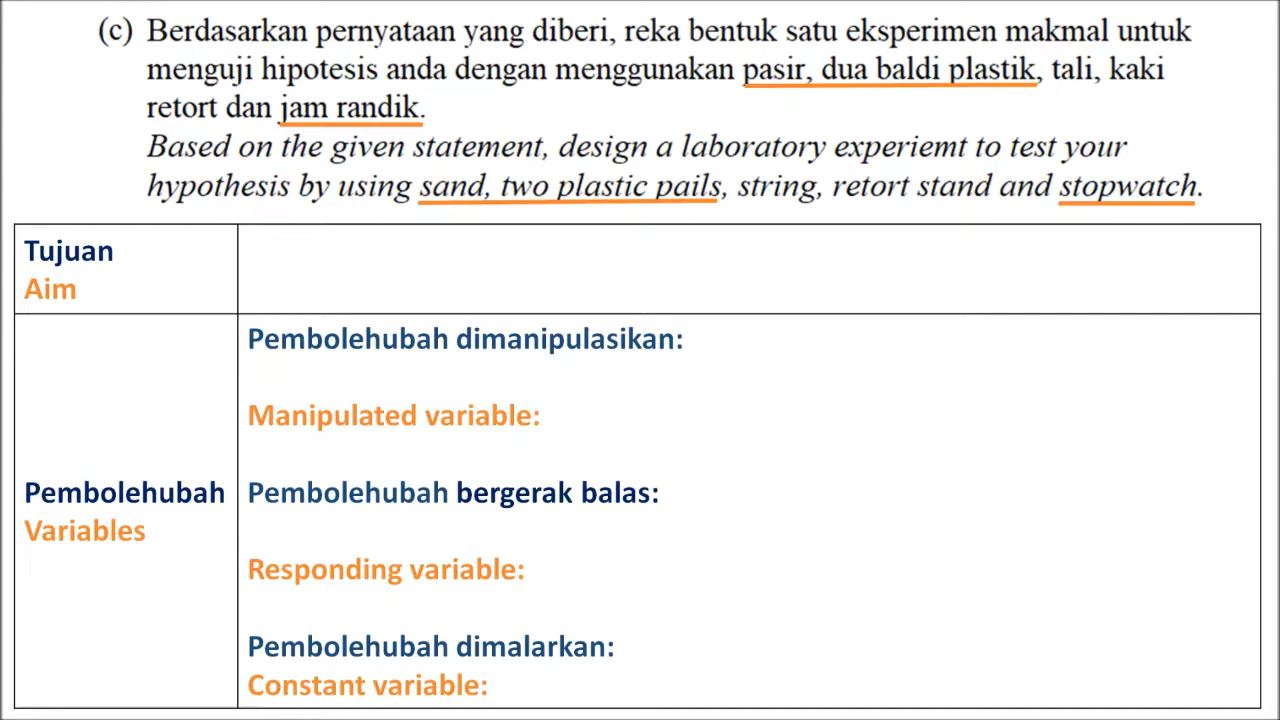 (c) Berdasarkan pernyataan yang diberi, reka bentuk satu eksperimen makmal untuk
menguji hipotesis anda dengan menggunakan pasir, dua baldi plastik, tali, kaki
retort dan jam randik.
Based on the given statement, design a laboratory experiemt to test your
hypothesis by using sand, two plastic pails, string, retort stand and stopwatch.
Tujuan
Aim
Pembolehubah
Variables
Pembolehubah dimanipulasikan:
Manipulated variable:
Pembolehubah bergerak balas:
Responding variable:
Pembolehubah dimalarkan:
Constant variable: